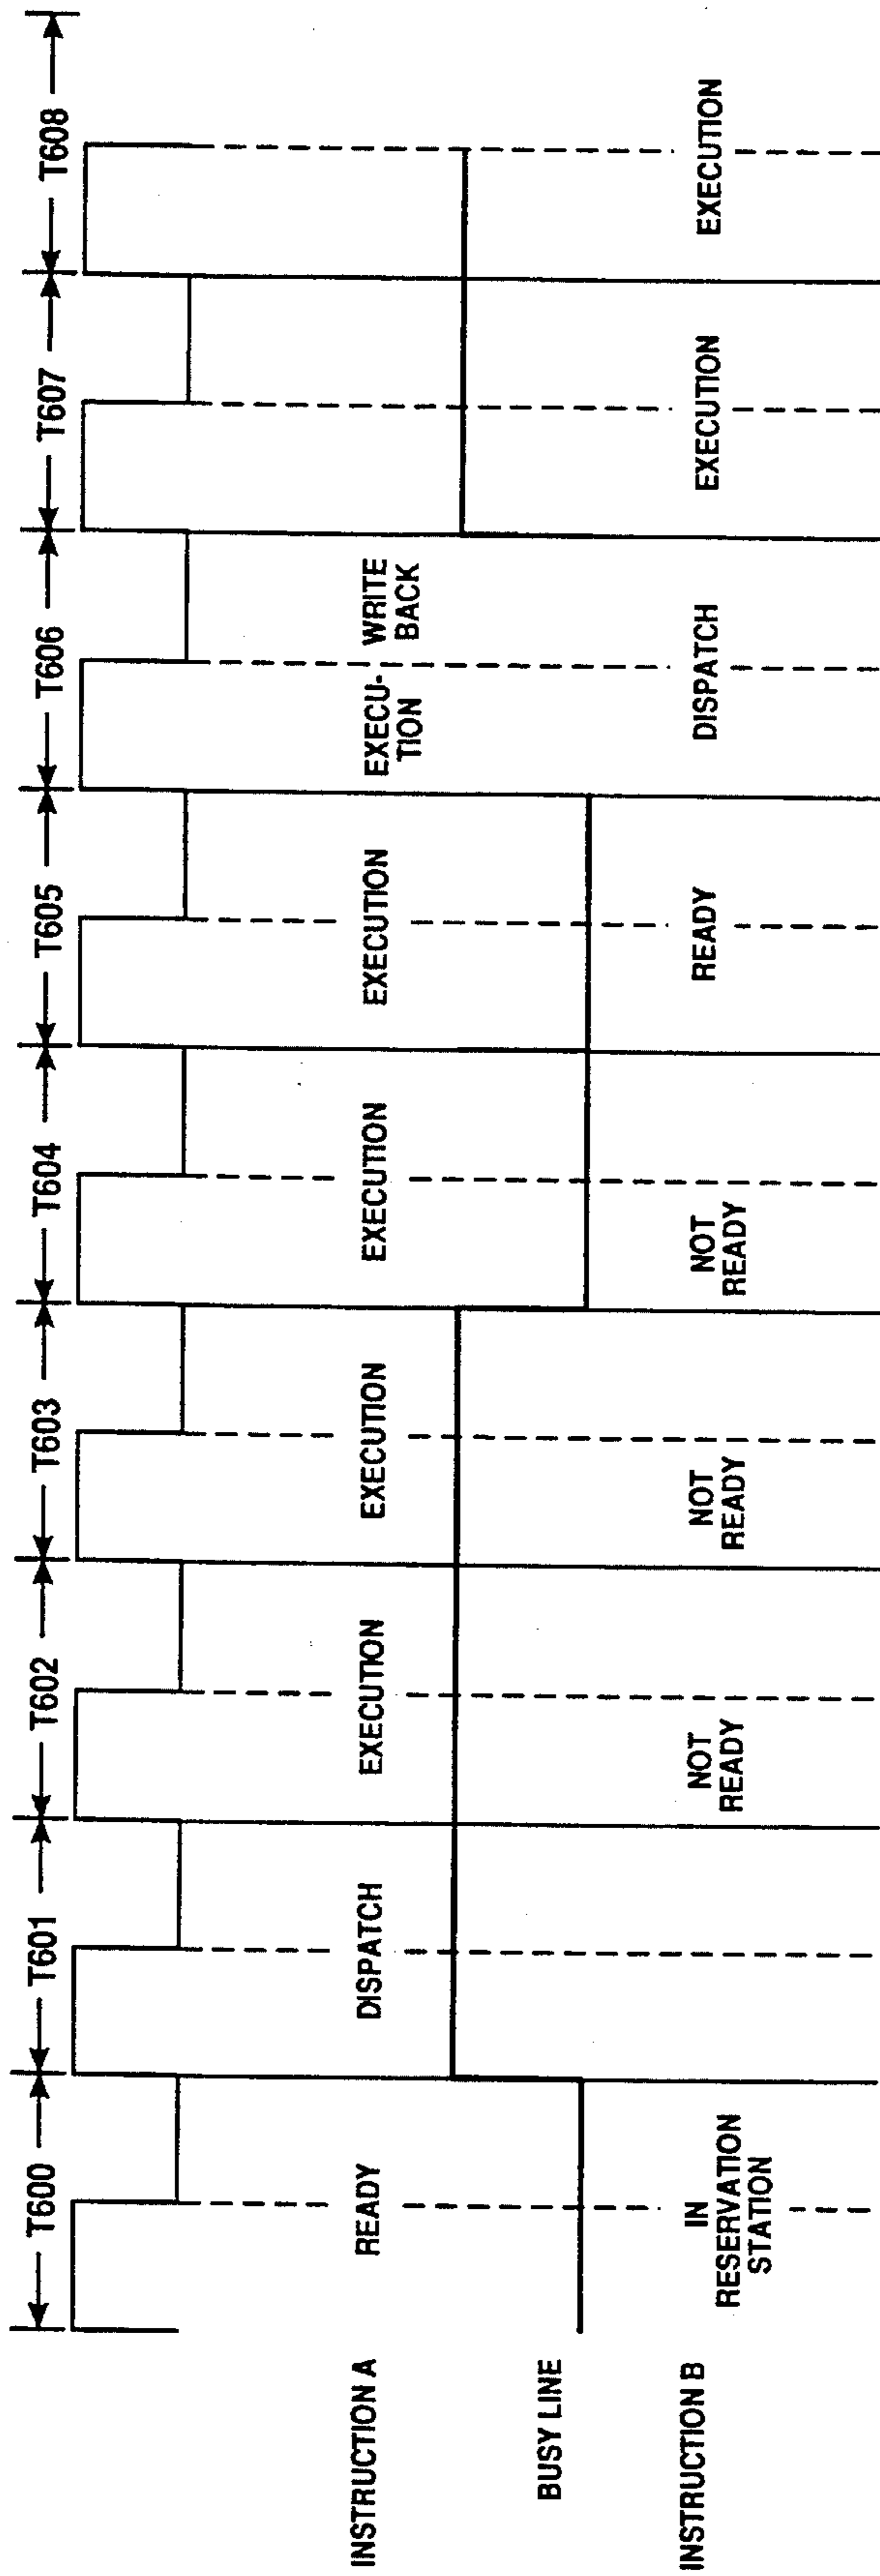 T600 T601 T602 T603 T604 T605 T606 T607 T608
INSTRUCTION A
READY
DISPATCH
EXECUTION
EXECUTION
EXECUTION
EXECUTION
EXECU-
TION
WRITE
BACK
BUSY LINE
INSTRUCTION B
IN
RESERVATION
STATION
NOT
READY
NOT
READY
NOT
READY
READY
DISPATCH
EXECUTION
EXECUTION